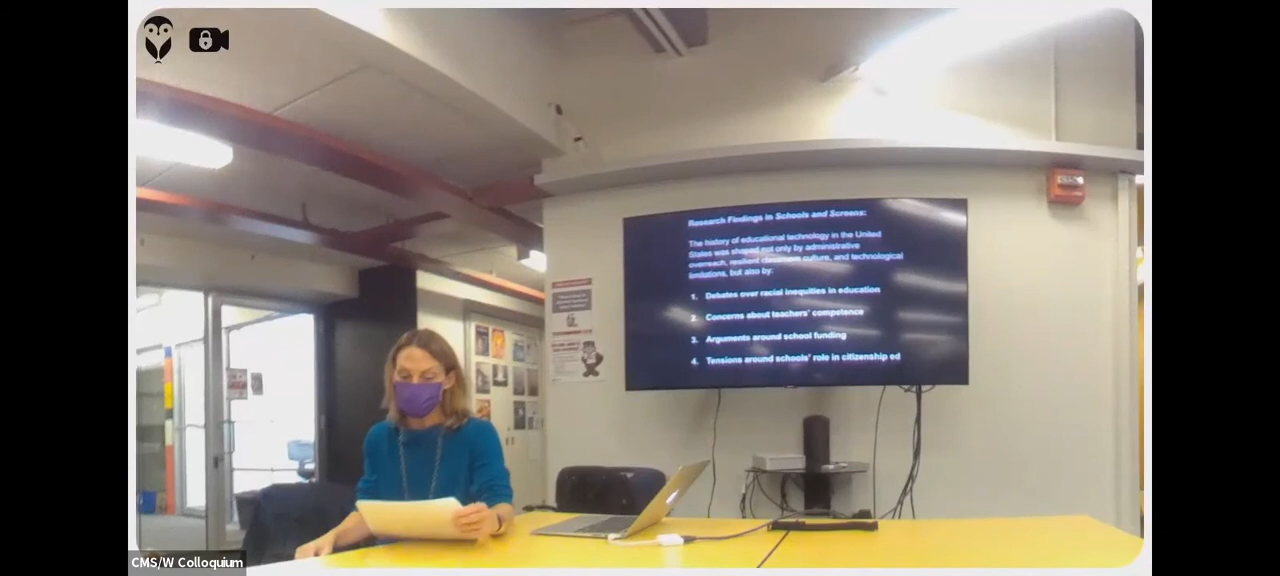 Research Findings in Schools and Screens:
The history of educational technology in the United
States was shaped not only by administrative
overreach, resilient classroom culture, and technological
limitations, but also by:
1. Debates over racial inequities in education
2. Concerns about teachers' competence
3. Arguments around school funding
4. Tensions around schools' role in citizenship ed
CMS/W Colloquium